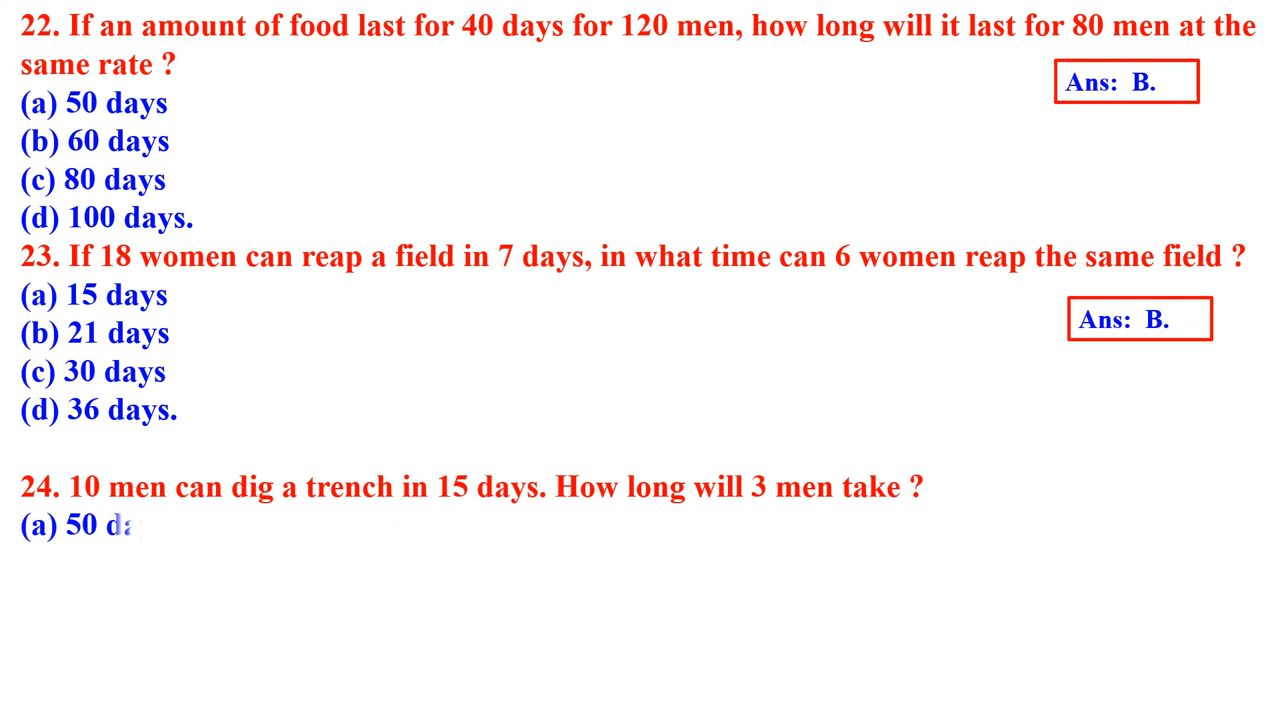 22. If an amount of food last for 40 days for 120 men, how long will it last for 80 men at the
same rate ?
Ans: B.
(a) 50 days
(b) 60 days
(c) 80 days
(d) 100 days.
23. If 18 women can reap a field in 7 days, in what time can 6 women reap the same field ?
(a) 15 days
Ans: B.
(b) 21 days
(c) 30 days
(d) 36 days.
24. 10 men can dig a trench in 15 days. How long will 3 men take ?
(a) 50